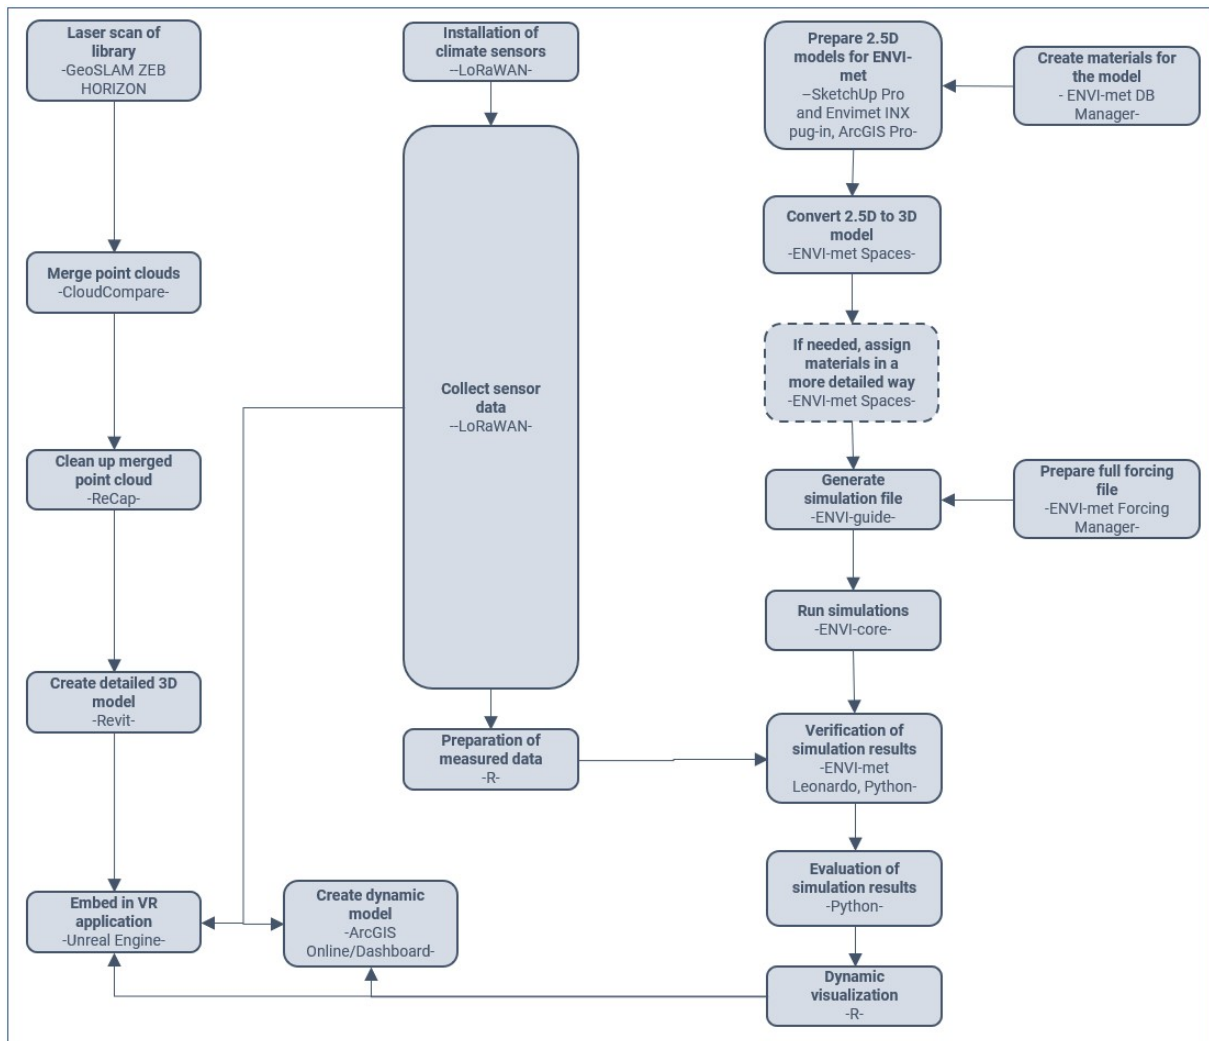 Laser scan of
library
-GeoSLAM ZEB
HORIZON
Merge point clouds
-CloudCompare-
Clean up merged
point cloud
-ReCap-
Create detailed 3D
model
-Revit-
Embed in VR
application
-Unreal Engine-
Installation of
climate sensors
--LoRaWAN-
Collect sensor
data
--LoRaWAN-
Preparation of
measured data
-R-
Create dynamic
model
-ArcGIS
Online/Dashboard-
Prepare 2.5D
models for ENVI-
met
–SketchUp Pro
and Envimet INX
pug-in, ArcGIS Pro-
Create materials for
the model
- ENVI-met DB
Manager-
Convert 2.5D to 3D
model
-ENVI-met Spaces-
If needed, assign
materials in a
more detailed way
-ENVI-met Spaces-
Generate
simulation file
-ENVI-guide-
Prepare full forcing
file
-ENVI-met Forcing
Manager-
Run simulations
-ENVI-core-
Verification of
simulation results
-ENVI-met
Leonardo, Python-
Evaluation of
simulation results
-Python-
Dynamic
visualization
-R-